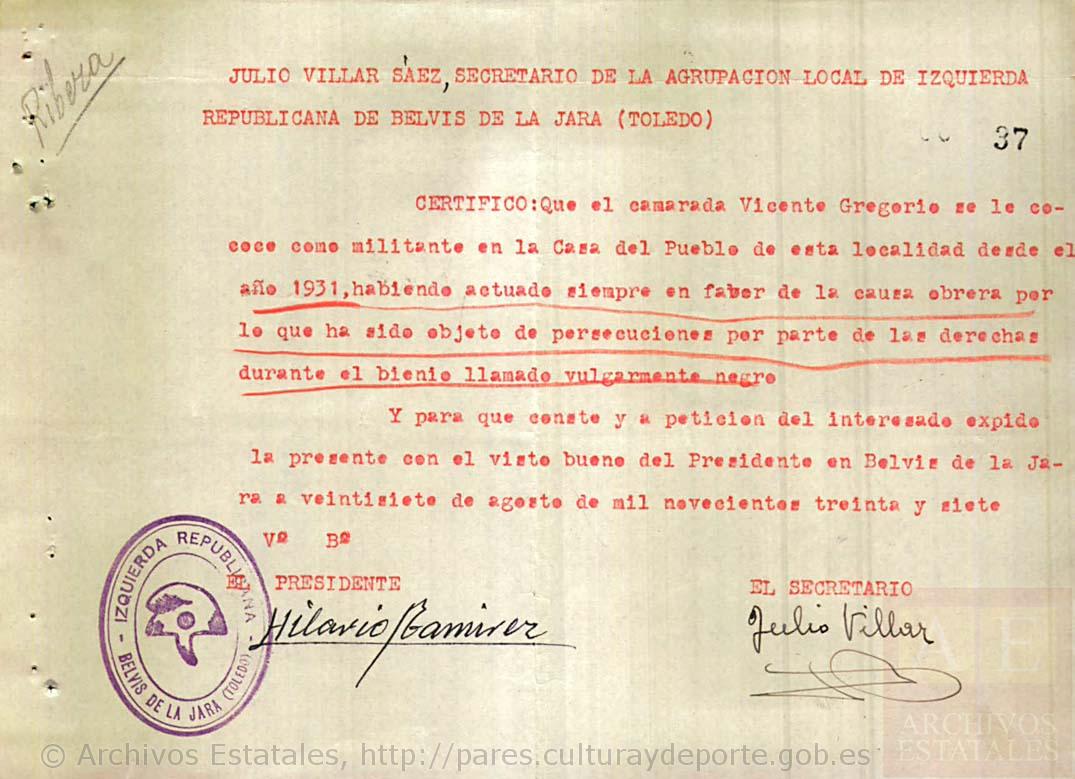 Ribera
JULIO VILLAR SAEZ, SECRETARIO DE LA AGRUPACION LOCAL DE IZQUIERDA
REPUBLICANA DE BELVIS DE LA JARA (TOLEDO)
37
CERTIFICO:Que el camarada Vicente Gregorio se le co-
coce como militante en la Casa del Pueblo de esta localidad desde el
año 1931,habiendo actuado siempre en fabor de la causa obrera por
lo que ha sido objeto de persecuciones por parte de las derechas
durante el bienio llamado vulgarmente negro
Y para que conste y a peticion del interesado expido
la presente con el visto bueno del Presidente en Belvis de la Ja-
ra a veintisiete de agosto de mil novecientos treinta y siete
Vº Bº
EL PRESIDENTE
EL SECRETARIO
Hilario Ramirez
Julio Villar
IZQUIERDA REPUBLICANA - BELVIS DE LA JARA (TOLEDO) -
A E
ARCHIVOS
ESTATALES
© Archivos Estatales, http://pares.culturaydeporte.gob.es